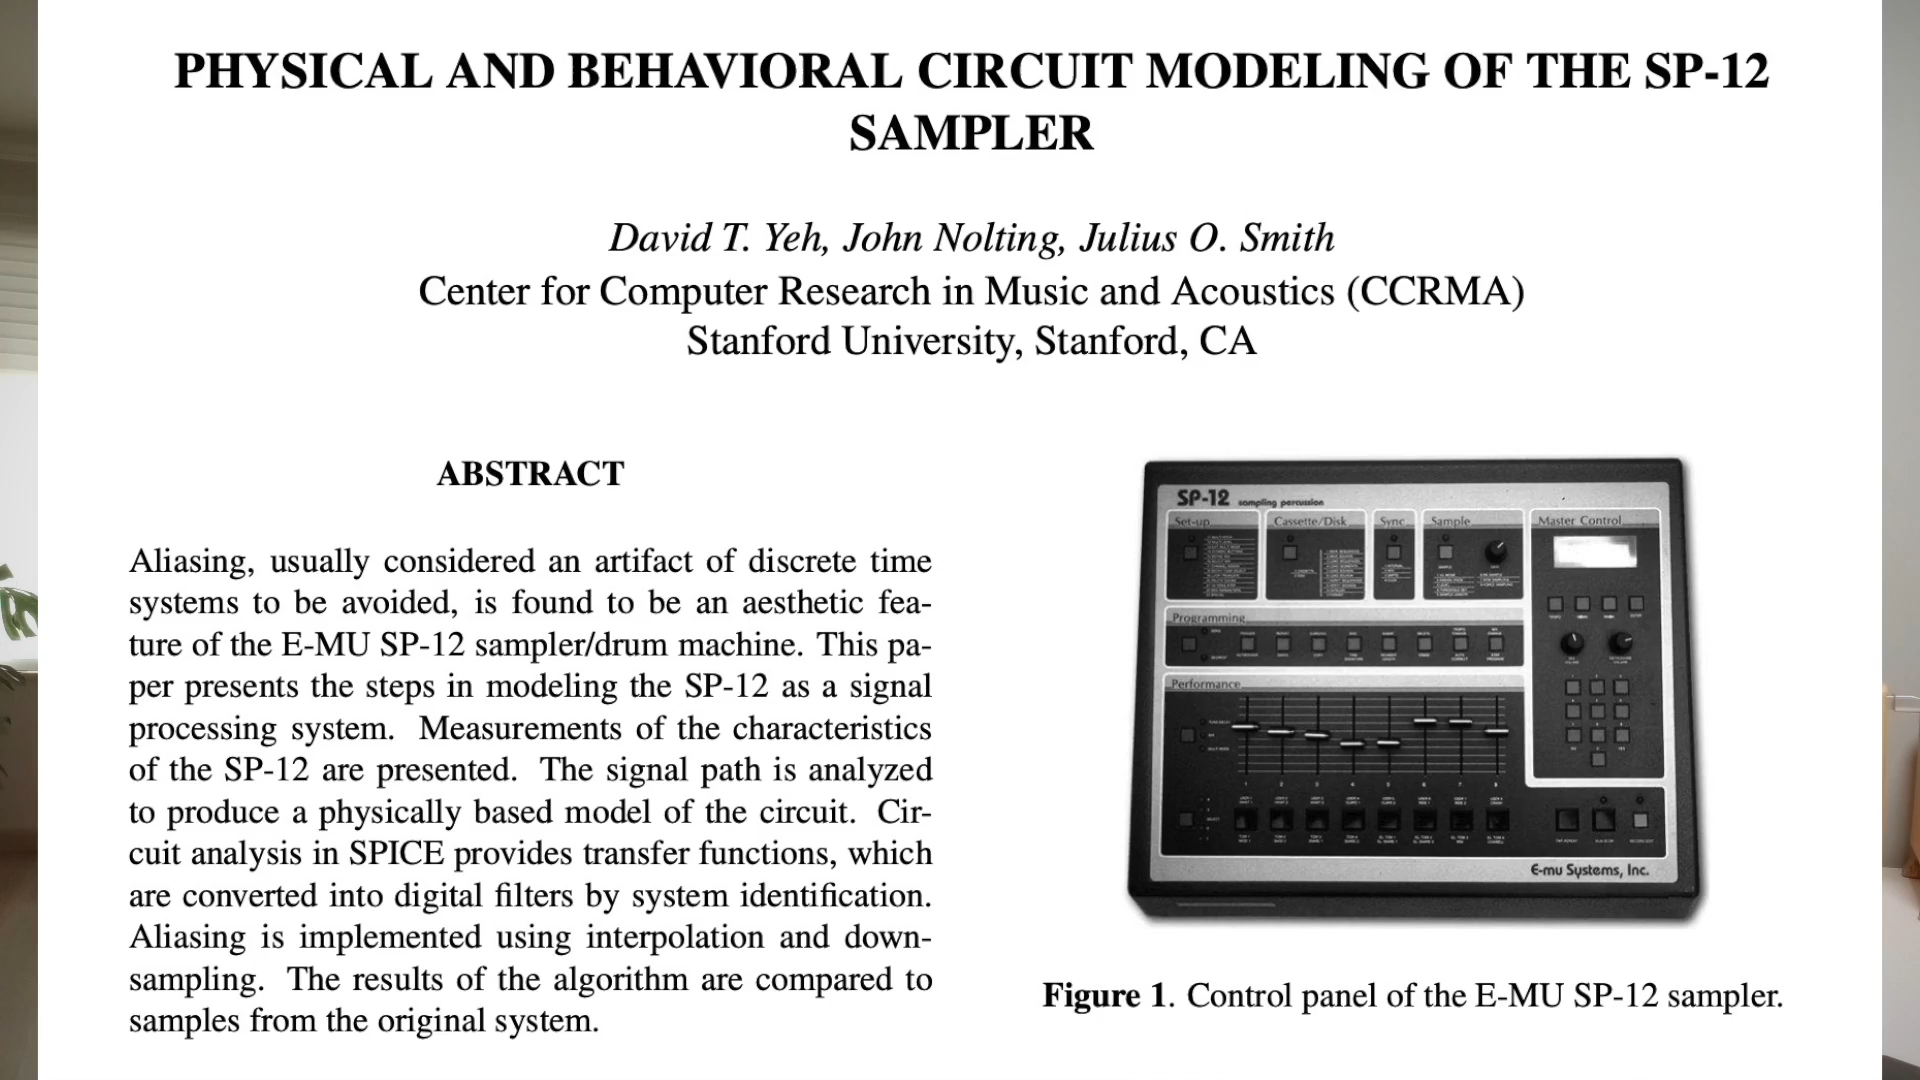 PHYSICAL AND BEHAVIORAL CIRCUIT MODELING OF THE SP-12
SAMPLER
David T. Yeh, John Nolting, Julius O. Smith
Center for Computer Research in Music and Acoustics (CCRMA)
Stanford University, Stanford, CA
ABSTRACT
Aliasing, usually considered an artifact of discrete time
systems to be avoided, is found to be an aesthetic fea-
ture of the E-MU SP-12 sampler/drum machine. This pa-
per presents the steps in modeling the SP-12 as a signal
processing system. Measurements of the characteristics
of the SP-12 are presented. The signal path is analyzed
to produce a physically based model of the circuit. Cir-
cuit analysis in SPICE provides transfer functions, which
are converted into digital filters by system identification.
Aliasing is implemented using interpolation and down-
sampling. The results of the algorithm are compared to
samples from the original system.
SP-12 sampling percussion
Set-up Cassette/Disk Sync Sample Master Control
Programming
Performance
1 2 3 4 5 6 7 8
E-mu Systems, Inc.
Figure 1. Control panel of the E-MU SP-12 sampler.